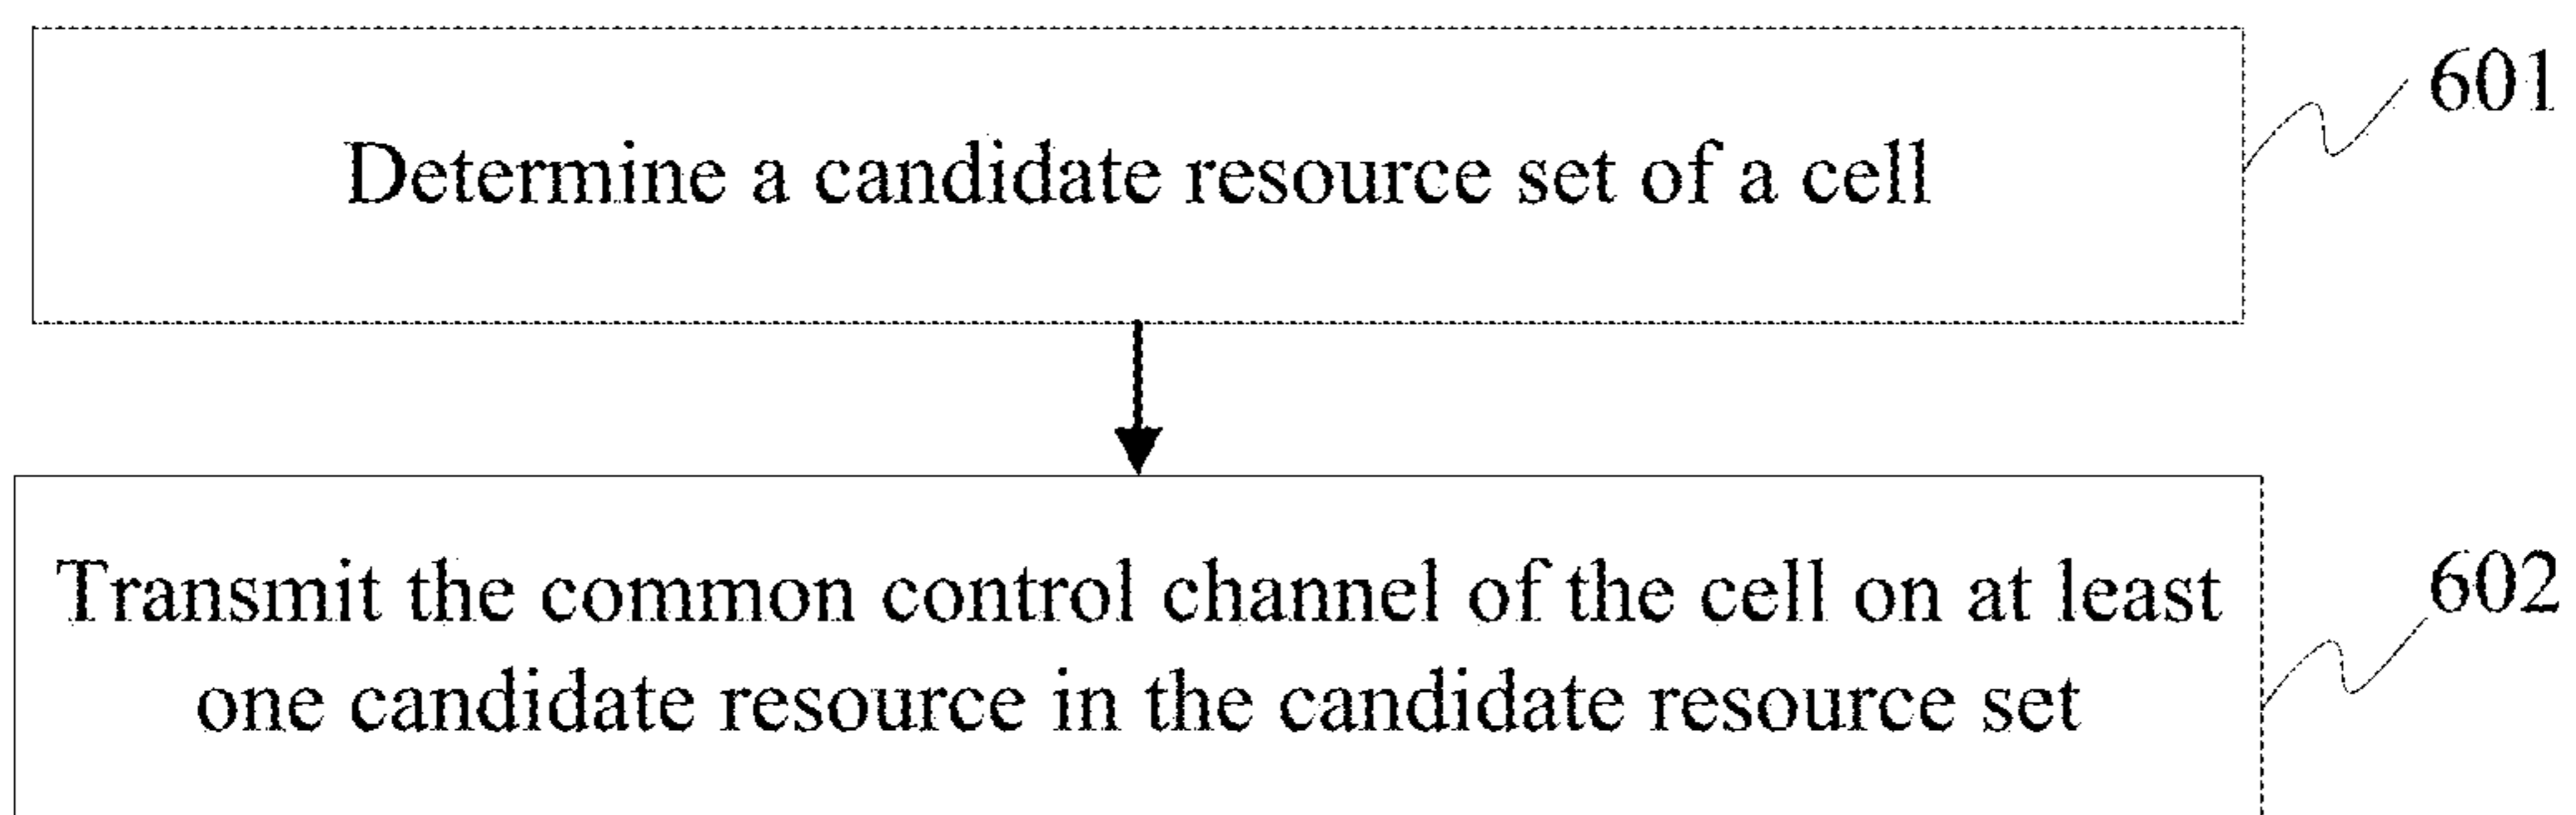 Determine a candidate resource set of a cell
601
Transmit the common control channel of the cell on at least
one candidate resource in the candidate resource set
602